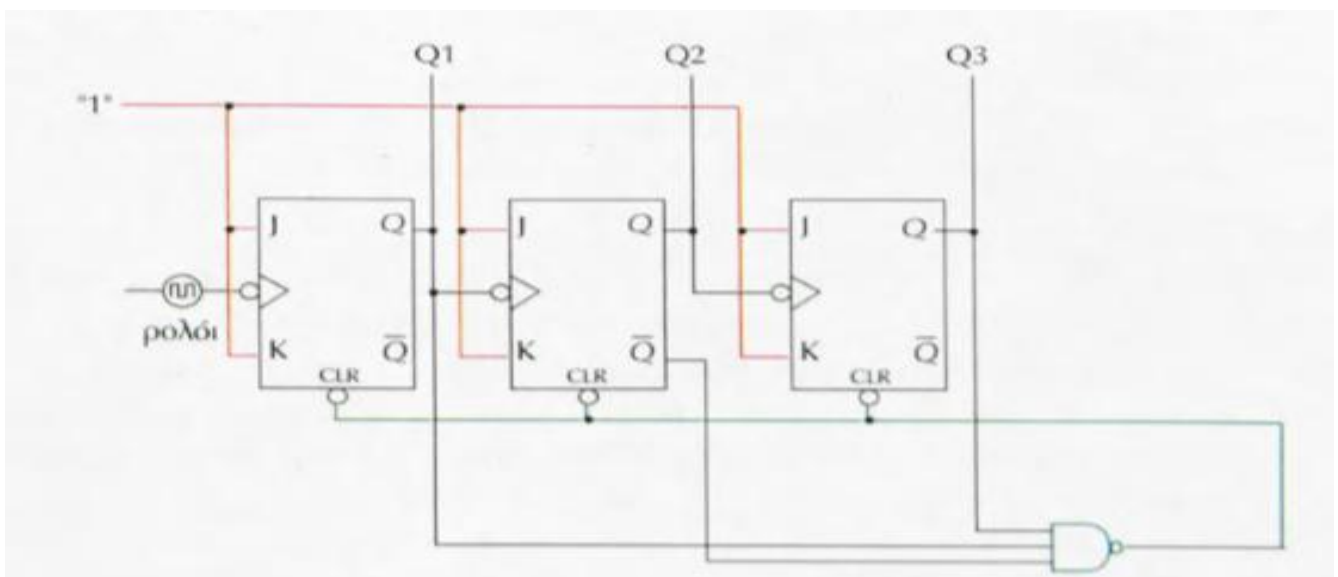 Q1 Q2 Q3
"1"
J Q J Q J Q
ρολόι
K Q̅ K Q̅ K Q̅
CLR CLR CLR